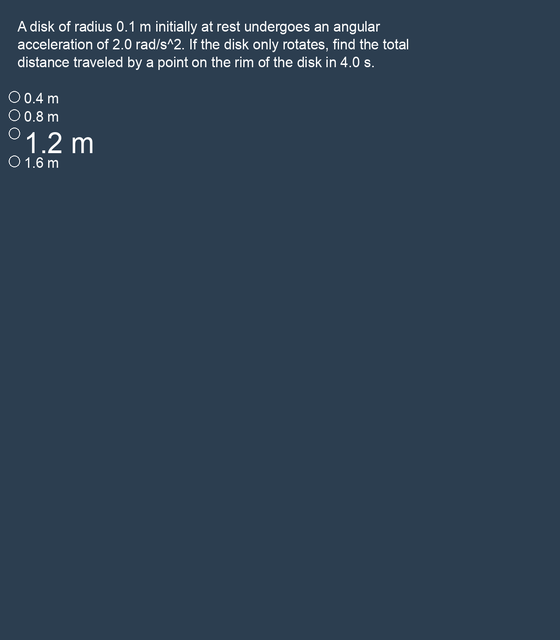 A disk of radius 0.1 m initially at rest undergoes an angular
acceleration of 2.0 rad/s^2. If the disk only rotates, find the total
distance traveled by a point on the rim of the disk in 4.0 s.
0.4 m
0.8 m
1.2 m
1.6 m